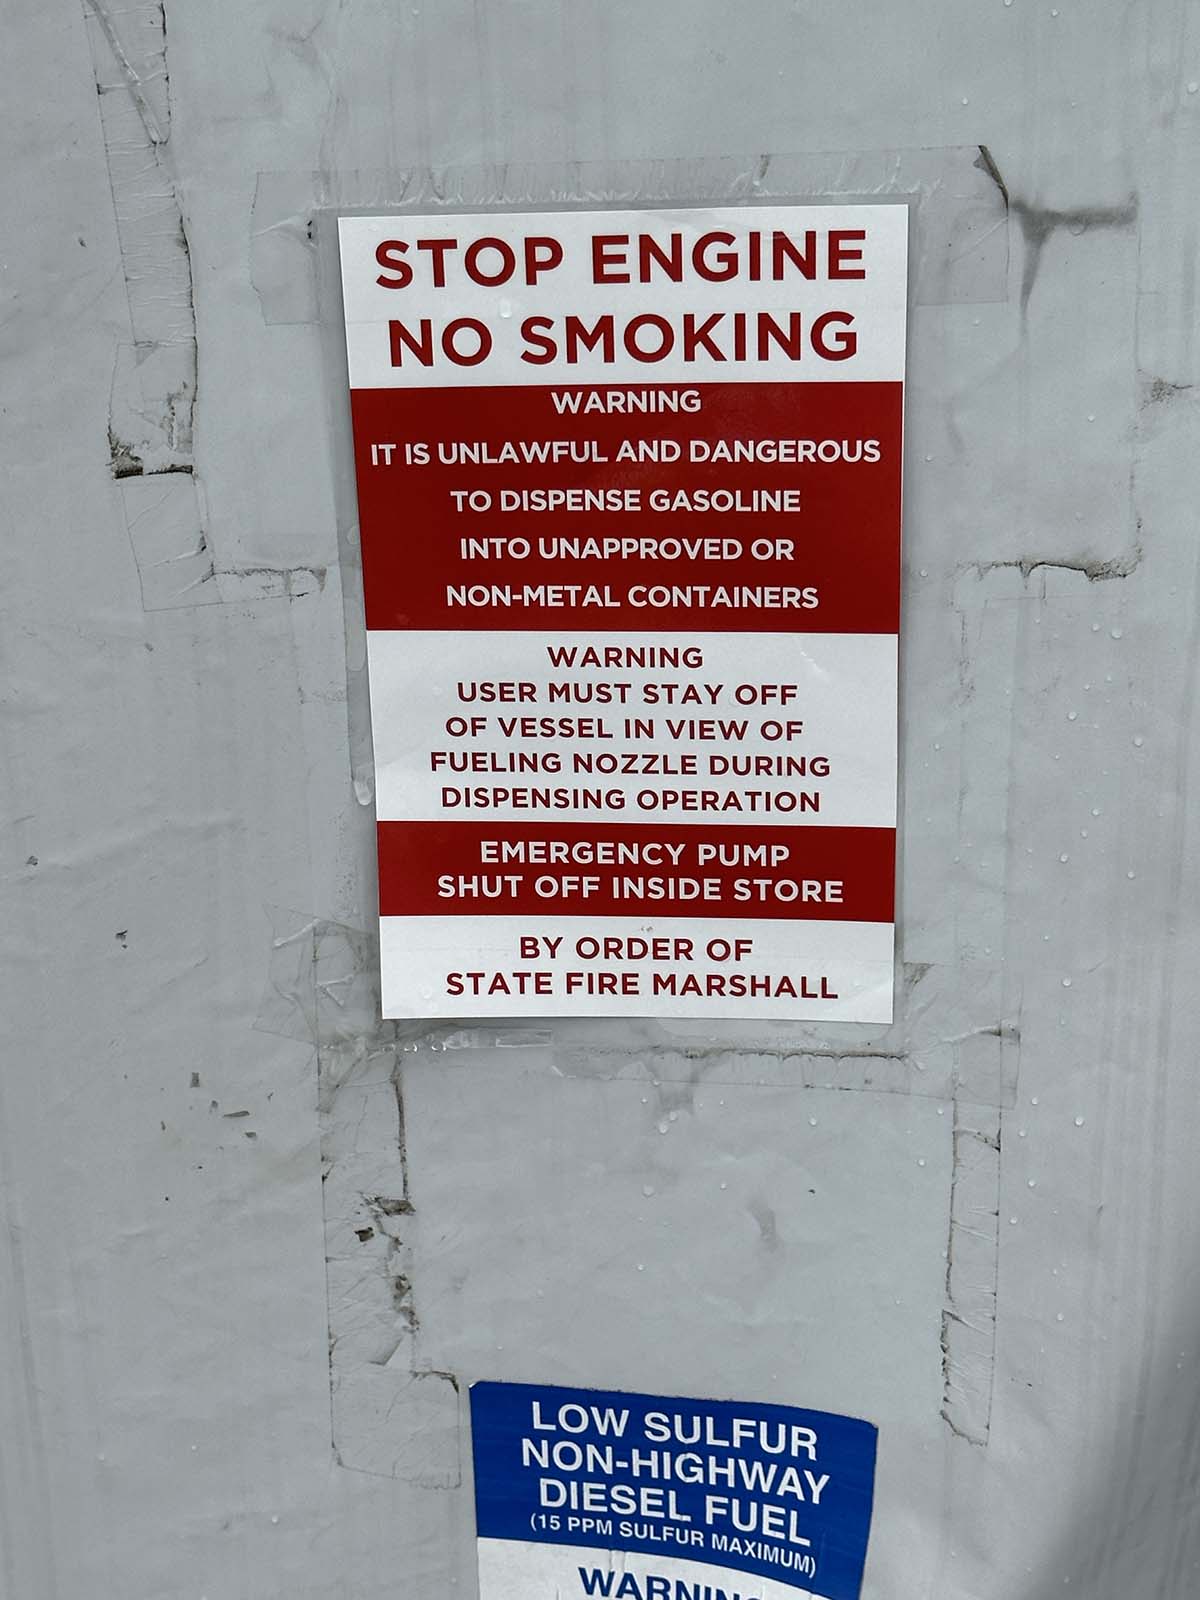 STOP ENGINE
NO SMOKING
WARNING
IT IS UNLAWFUL AND DANGEROUS
TO DISPENSE GASOLINE
INTO UNAPPROVED OR
NON-METAL CONTAINERS
WARNING
USER MUST STAY OFF
OF VESSEL IN VIEW OF
FUELING NOZZLE DURING
DISPENSING OPERATION
EMERGENCY PUMP
SHUT OFF INSIDE STORE
BY ORDER OF
STATE FIRE MARSHALL
LOW SULFUR
NON-HIGHWAY
DIESEL FUEL
(15 PPM SULFUR MAXIMUM)
WARNING